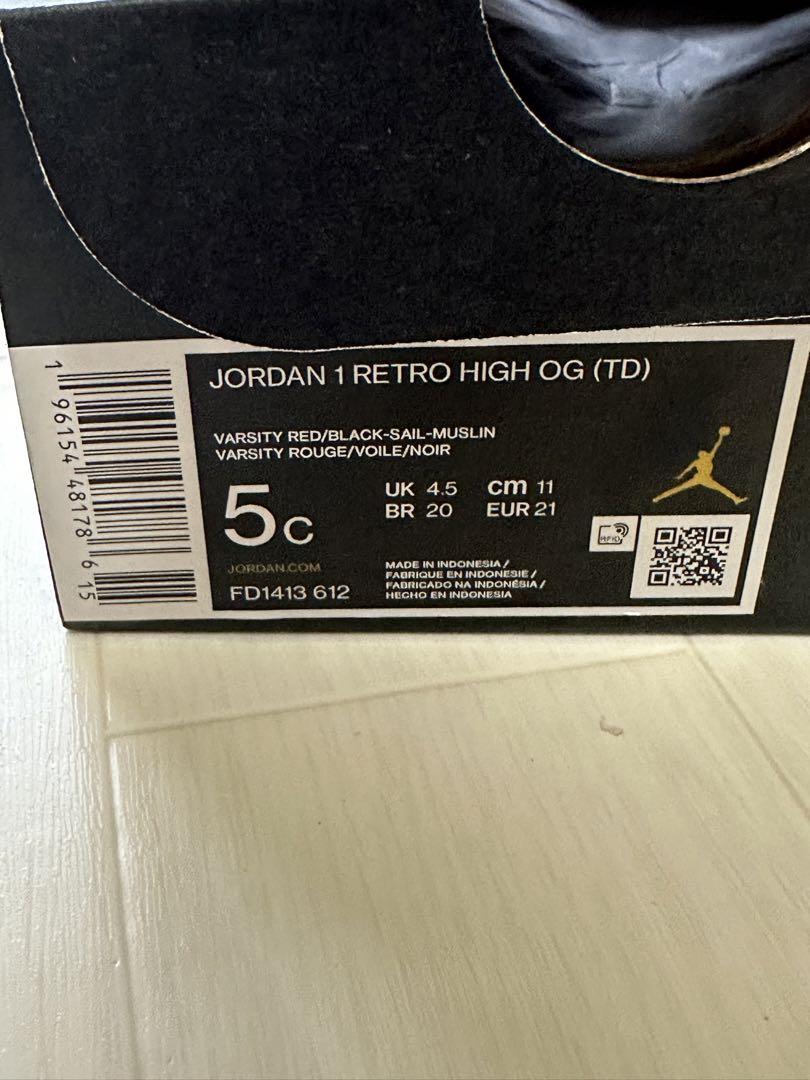 JORDAN 1 RETRO HIGH OG (TD)
VARSITY RED/BLACK-SAIL-MUSLIN
VARSITY ROUGE/VOILE/NOIR
5C
UK 4.5 cm 11
BR 20 EUR 21
JORDAN.COM
FD1413 612
MADE IN INDONESIA /
FABRIQUE EN INDONESIE /
FABRICADO NA INDONÉSIA /
HECHO EN INDONESIA
RFID
1 96154 48178 6 15